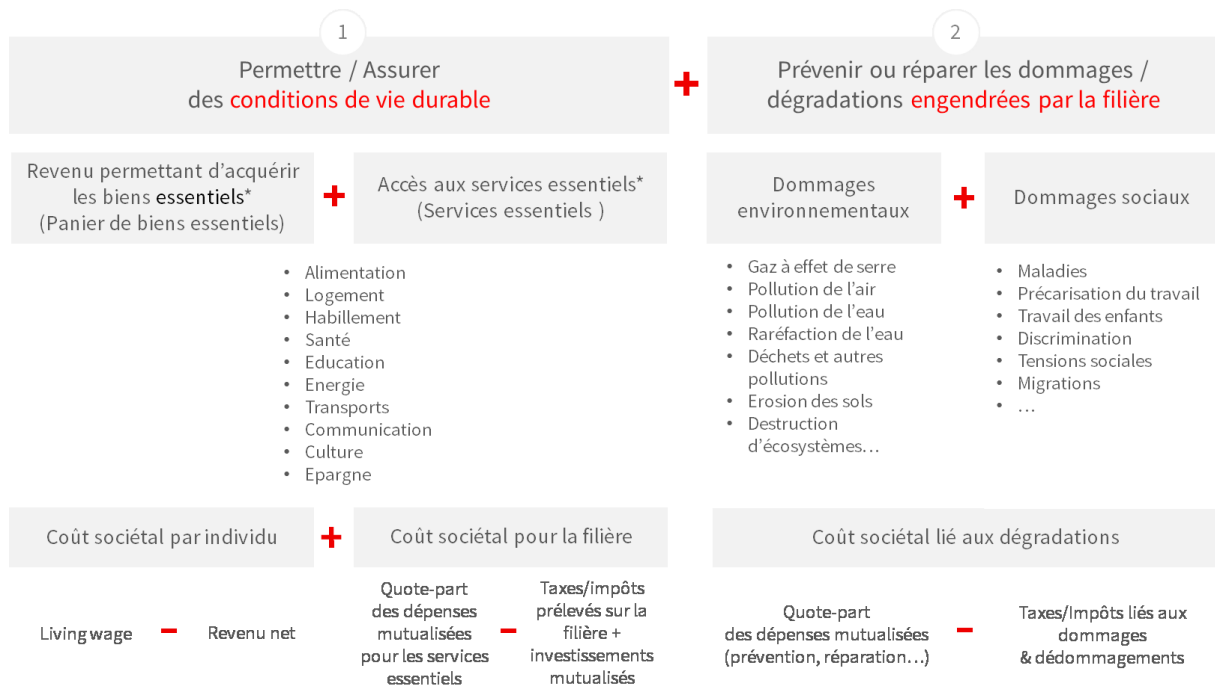 1
Permettre / Assurer
des conditions de vie durable
+
2
Prévenir ou réparer les dommages /
dégradations engendrées par la filière
Revenu permettant d'acquérir
les biens essentiels*
(Panier de biens essentiels)
+
Accès aux services essentiels*
(Services essentiels )
Dommages
environnementaux
+
Dommages sociaux
• Alimentation
• Logement
• Habillement
• Santé
• Education
• Energie
• Transports
• Communication
• Culture
• Epargne
• Gaz à effet de serre
• Pollution de l'air
• Pollution de l'eau
• Raréfaction de l'eau
• Déchets et autres
pollutions
• Erosion des sols
• Destruction
d'écosystèmes…
• Maladies
• Précarisation du travail
• Travail des enfants
• Discrimination
• Tensions sociales
• Migrations
• …
Coût sociétal par individu
+
Coût sociétal pour la filière
Coût sociétal lié aux dégradations
Living wage
–
Revenu net
Quote-part
des dépenses
mutualisées
pour les services
essentiels
–
Taxes/impôts
prélevés sur la
filière +
investissements
mutualisés
Quote-part
des dépenses mutualisées
(prévention, réparation…)
–
Taxes/Impôts liés aux
dommages
& dédommagements